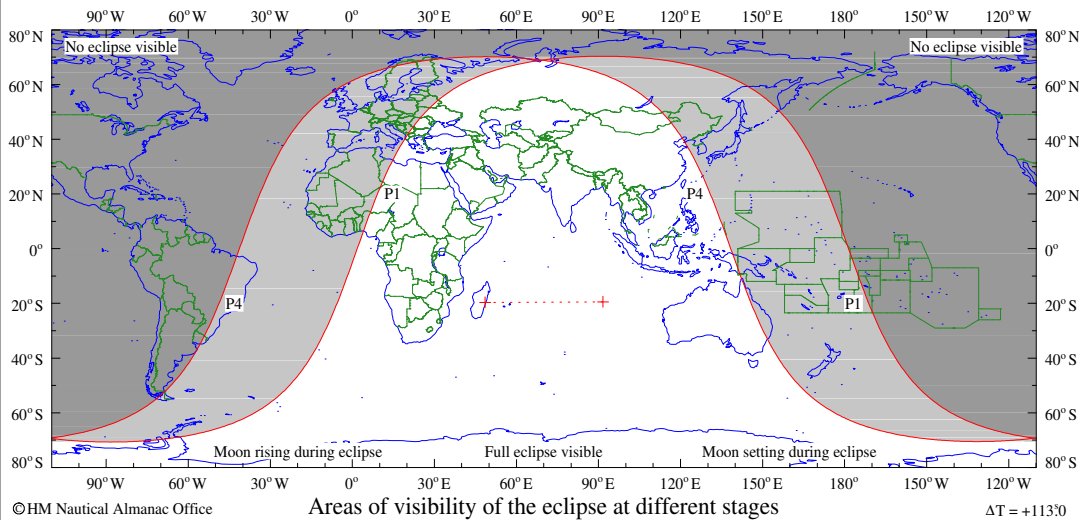 90°W 60°W 30°W 0° 30°E 60°E 90°E 120°E 150°E 180° 150°W 120°W
80°N 80°N
No eclipse visible No eclipse visible
60°N 60°N
40°N 40°N
20°N P1 P4 20°N
0° 0°
20°S P4 P1 20°S
40°S 40°S
60°S 60°S
Moon rising during eclipse Full eclipse visible Moon setting during eclipse
80°S 80°S
90°W 60°W 30°W 0° 30°E 60°E 90°E 120°E 150°E 180° 150°W 120°W
©HM Nautical Almanac Office Areas of visibility of the eclipse at different stages ΔT = +113ˢ.0